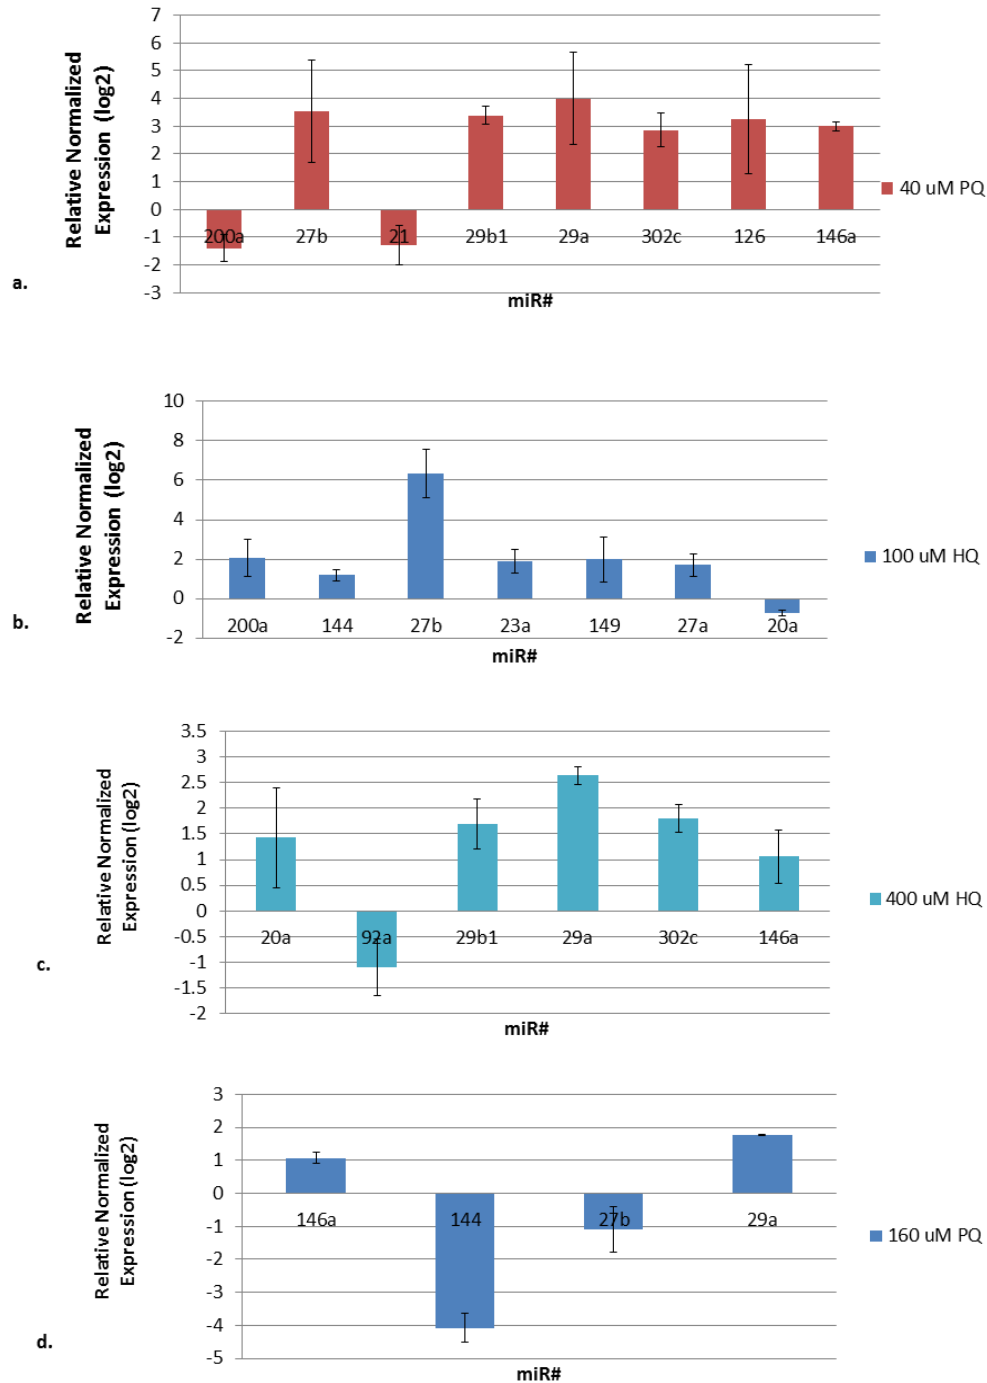 7
6
5
4
3
2
1
0
-1
-2
-3
Relative Normalized
Expression (log2)
200a 27b 21 29b1 29a 302c 126 146a
40 uM PQ
miR#
a.
10
8
6
4
2
0
-2
Relative Normalized
Expression (log2)
200a 144 27b 23a 149 27a 20a
100 uM HQ
miR#
b.
3.5
3
2.5
2
1.5
1
0.5
0
-0.5
-1
-1.5
-2
Relative Normalized
Expression (log2)
20a 92a 29b1 29a 302c 146a
400 uM HQ
miR#
c.
3
2
1
0
-1
-2
-3
-4
-5
Relative Normalized
Expression (log2)
146a 144 27b 29a
160 uM PQ
miR#
d.